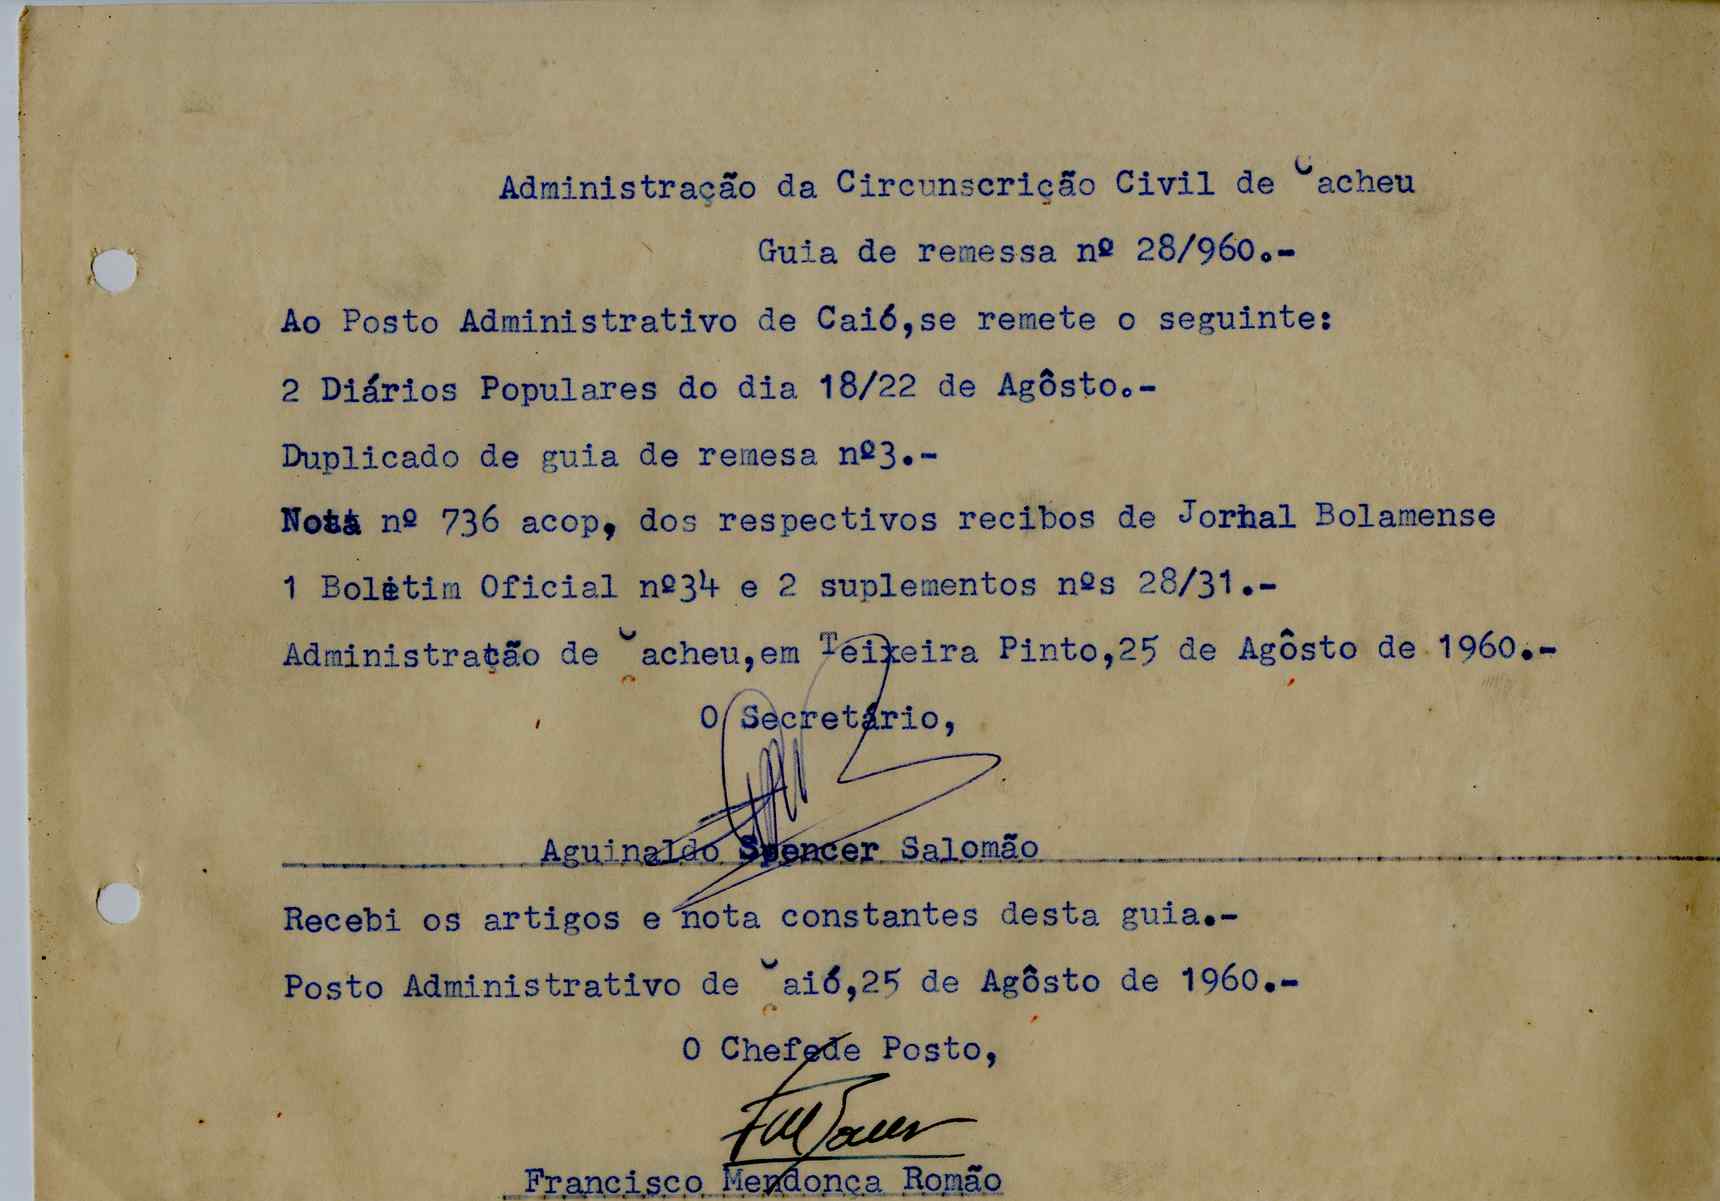 Administração da Circunscrição Civil de Cacheu
Guia de remessa nº 28/960.-
Ao Posto Administrativo de Caió,se remete o seguinte:
2 Diários Populares do dia 18/22 de Agôsto.-
Duplicado de guia de remesa nº3.-
Nota nº 736 acop, dos respectivos recibos de Jornal Bolamense
1 Boletim Oficial nº34 e 2 suplementos nºs 28/31.-
Administração de Cacheu,em Teixeira Pinto,25 de Agôsto de 1960.-
O Secretário,
Aguinaldo Spencer Salomão
Recebi os artigos e nota constantes desta guia.-
Posto Administrativo de Caió,25 de Agôsto de 1960.-
O Chefede Posto,
Francisco Mendonça Romão